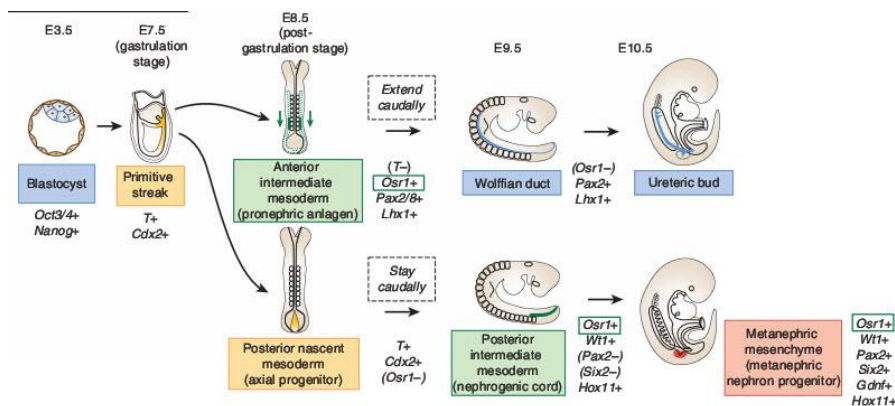 E3.5
E7.5
(gastrulation
stage)
E8.5
(post-
gastrulation
stage)
E9.5
E10.5
Extend
caudally
Blastocyst
Oct3/4+
Nanog+
Primitive
streak
T+
Cdx2+
Anterior
intermediate
mesoderm
(pronephric anlagen)
(T–)
Osr1+
Pax2/8+
Lhx1+
Wolffian duct
(Osr1–)
Pax2+
Lhx1+
Ureteric bud
Stay
caudally
Posterior nascent
mesoderm
(axial progenitor)
T+
Cdx2+
(Osr1–)
Posterior
intermediate
mesoderm
(nephrogenic cord)
Osr1+
Wt1+
(Pax2–)
(Six2–)
Hox11+
Metanephric
mesenchyme
(metanephric
nephron progenitor)
Osr1+
Wt1+
Pax2+
Six2+
Gdnf+
Hox11+